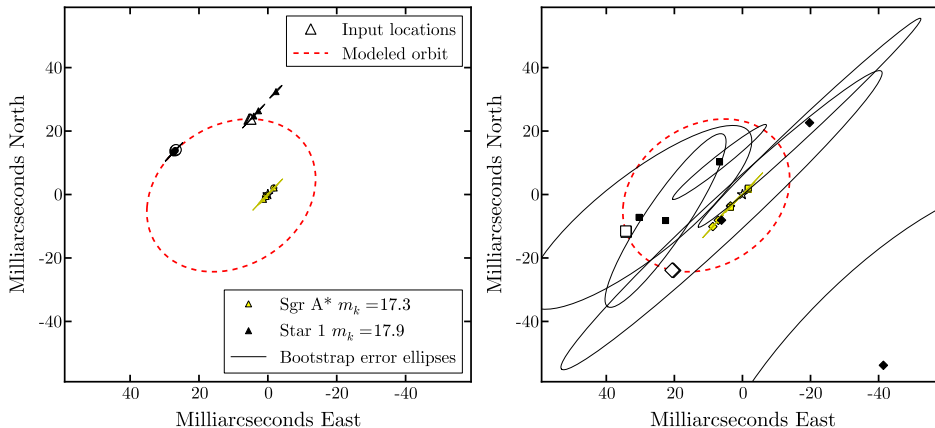 Input locations
Modeled orbit
Milliarcseconds North
40
20
0
-20
-40
Sgr A* m_k =17.3
Star 1 m_k =17.9
Bootstrap error ellipses
40
20
0
-20
-40
Milliarcseconds East
Milliarcseconds North
40
20
0
-20
-40
40
20
0
-20
-40
Milliarcseconds East